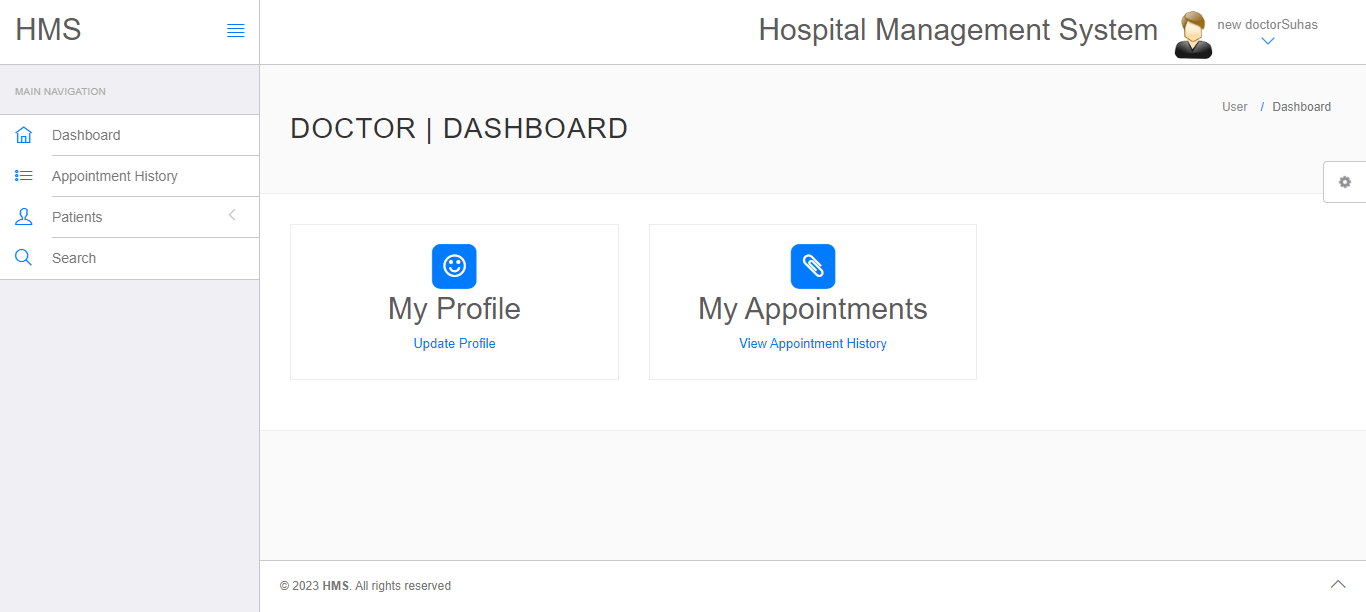 HMS
Hospital Management System
new doctorSuhas
MAIN NAVIGATION
Dashboard
Appointment History
Patients
Search
User / Dashboard
DOCTOR | DASHBOARD
My Profile
Update Profile
My Appointments
View Appointment History
© 2023 HMS. All rights reserved